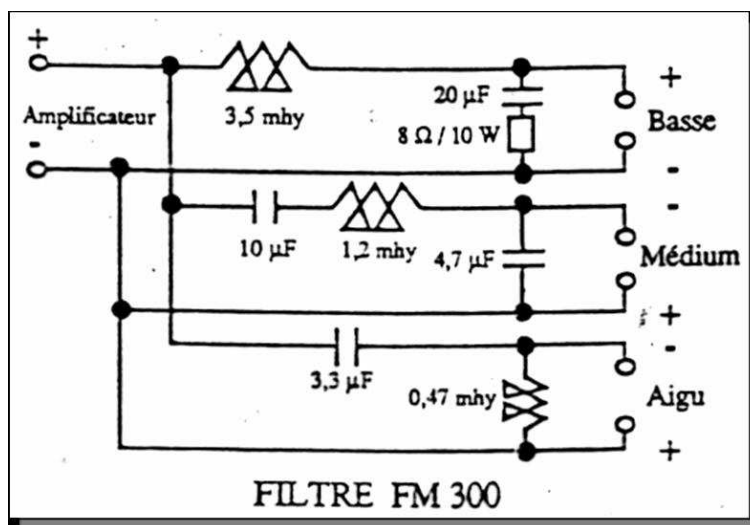 +
Amplificateur
-
3,5 mhy
20 µF
8 Ω / 10 W
+
Basse
-
10 µF
1,2 mhy
4,7 µF
-
Médium
+
3,3 µF
0,47 mhy
-
Aigu
+
FILTRE FM 300